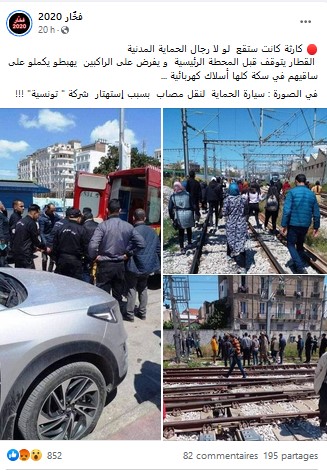 فكّار 2020
20 h
🔴 كارثة كانت ستقع لو لا رجال الحماية المدنية
القطار يتوقف قبل المحطة الرئيسية و يفرض على الراكبين يهبطو يكملو على
ساقيهم في سكة كلها أسلاك كهربائية ...
في الصورة : سيارة الحماية لنقل مصاب بسبب إستهتار شركة " تونسية" !!!
852
82 commentaires 195 partages